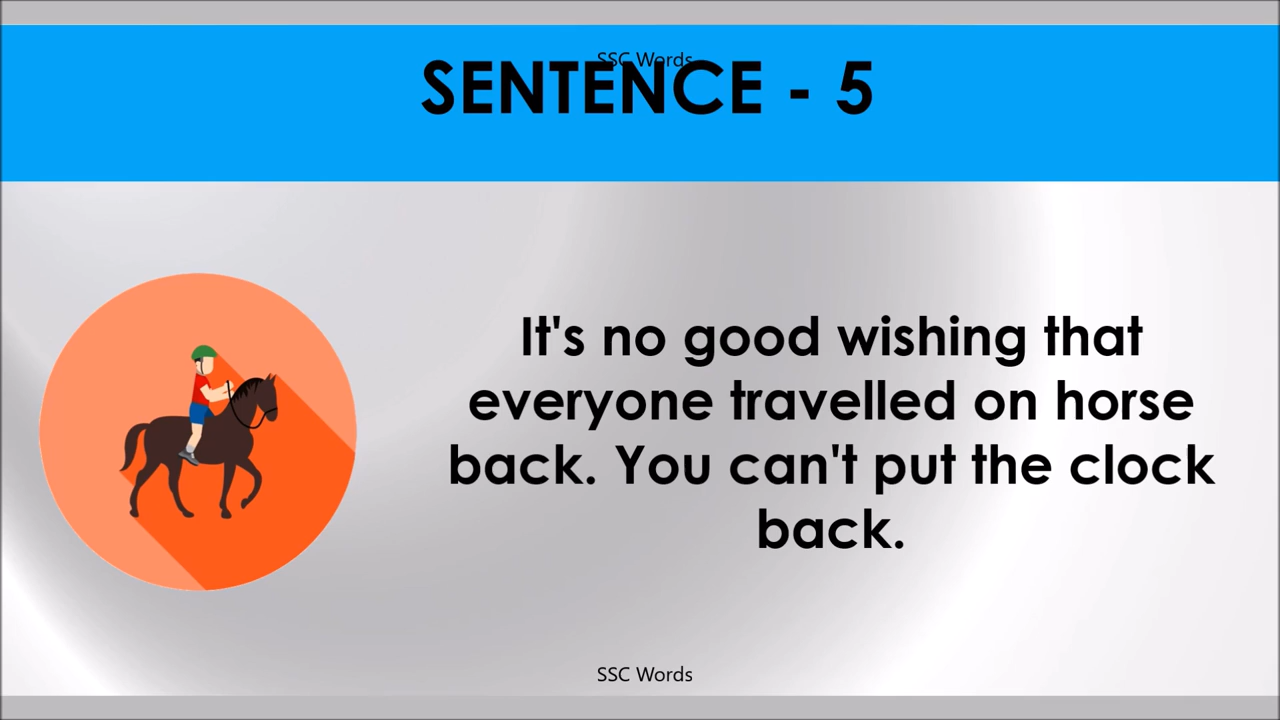 SSC Words
SENTENCE - 5
It's no good wishing that
everyone travelled on horse
back. You can't put the clock
back.
SSC Words